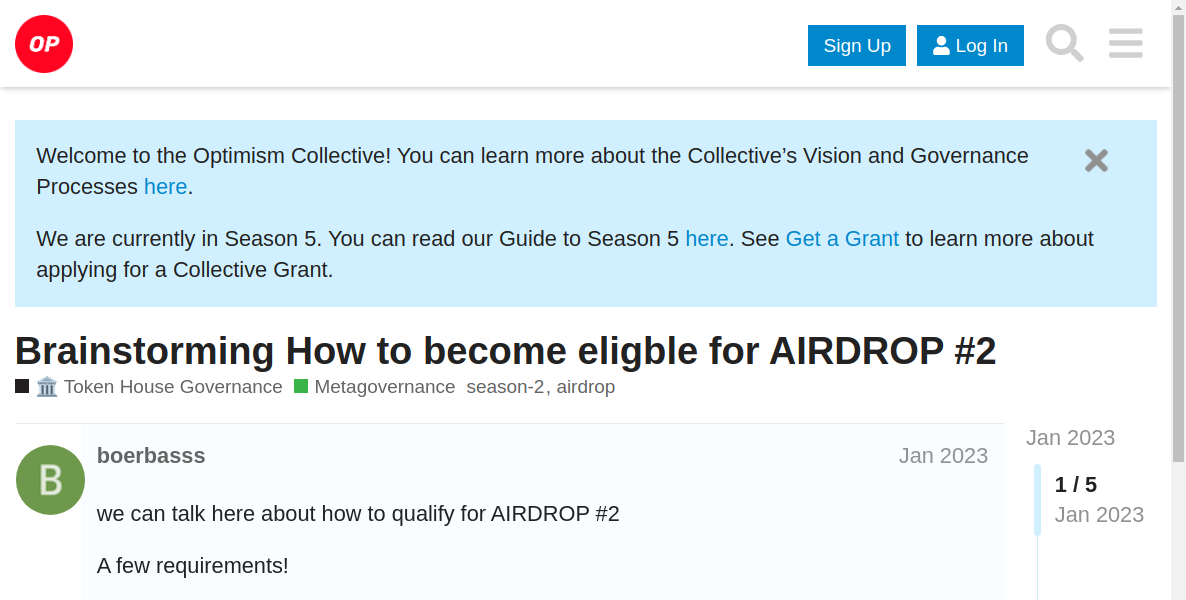 OP
Sign Up
Log In
Welcome to the Optimism Collective! You can learn more about the Collective’s Vision and Governance
Processes here.
We are currently in Season 5. You can read our Guide to Season 5 here. See Get a Grant to learn more about
applying for a Collective Grant.
Brainstorming How to become eligble for AIRDROP #2
Token House Governance Metagovernance season-2, airdrop
Jan 2023
B
boerbasss Jan 2023
1 / 5
Jan 2023
we can talk here about how to qualify for AIRDROP #2
A few requirements!